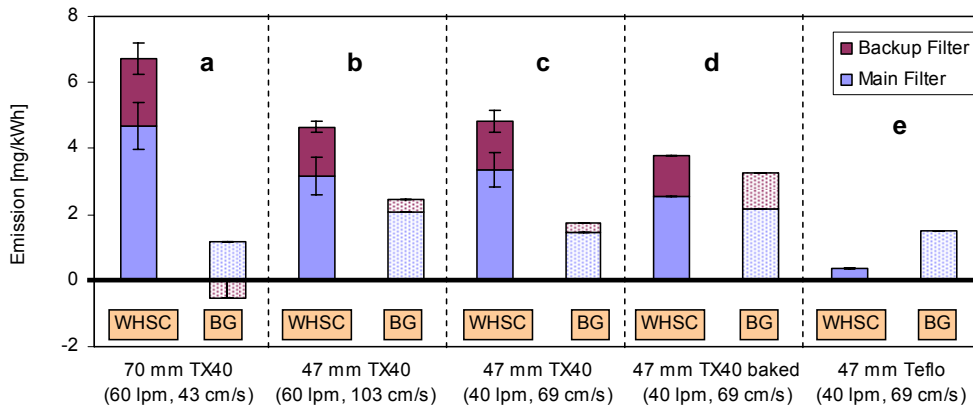 8
6
4
2
0
-2
Emission [mg/kWh]
a
b
c
d
e
Backup Filter
Main Filter
WHSC
BG
WHSC
BG
WHSC
BG
WHSC
BG
WHSC
BG
70 mm TX40
(60 lpm, 43 cm/s)
47 mm TX40
(60 lpm, 103 cm/s)
47 mm TX40
(40 lpm, 69 cm/s)
47 mm TX40 baked
(40 lpm, 69 cm/s)
47 mm Teflo
(40 lpm, 69 cm/s)